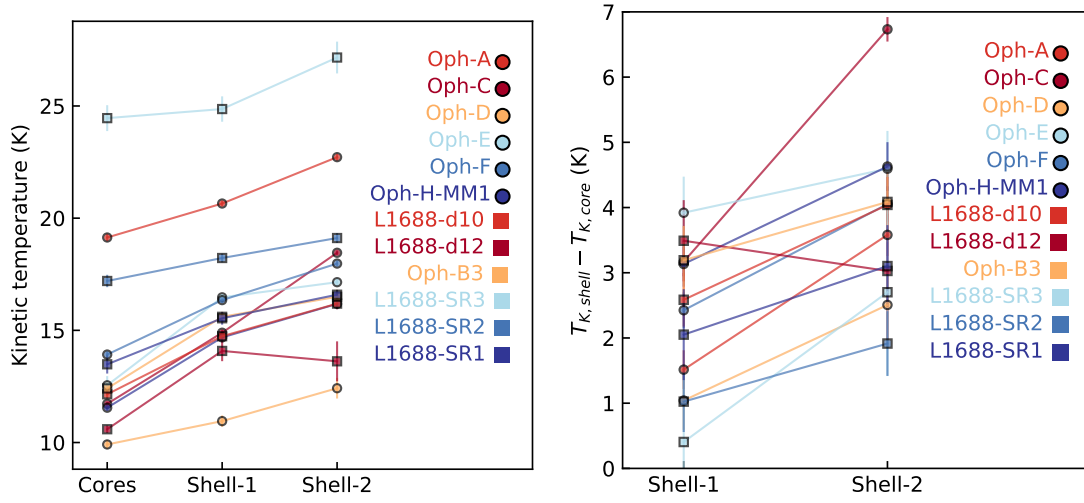 Kinetic temperature (K)
25
20
15
10
Cores
Shell-1
Shell-2
Oph-A
Oph-C
Oph-D
Oph-E
Oph-F
Oph-H-MM1
L1688-d10
L1688-d12
Oph-B3
L1688-SR3
L1688-SR2
L1688-SR1
T_K,shell − T_K,core (K)
7
6
5
4
3
2
1
0
Shell-1
Shell-2
Oph-A
Oph-C
Oph-D
Oph-E
Oph-F
Oph-H-MM1
L1688-d10
L1688-d12
Oph-B3
L1688-SR3
L1688-SR2
L1688-SR1